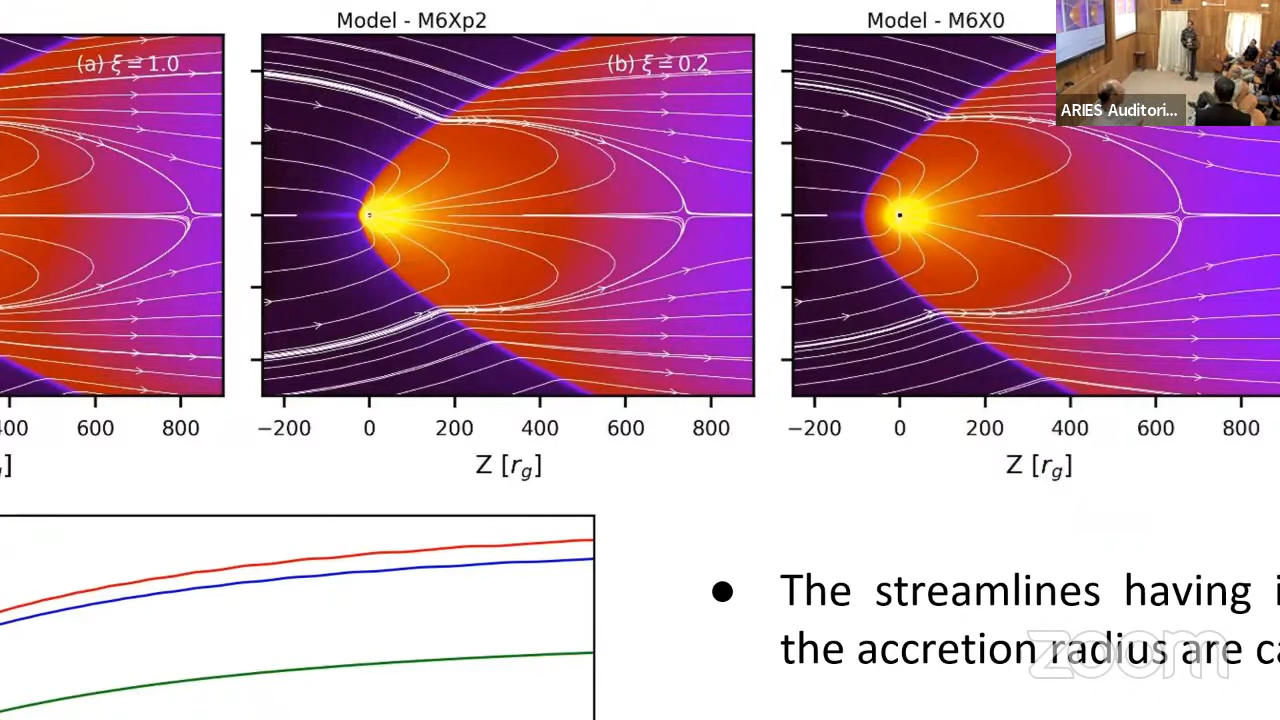 Model - M6Xp2
Model - M6X0
(a) ξ = 1.0
(b) ξ = 0.2
ARIES Auditori...
400 600 800
−200 0 200 400 600 800
−200 0 200 400 600 800
]
Z [r_g]
Z [r_g]
● The streamlines having
the accretion radius are ca
zoom